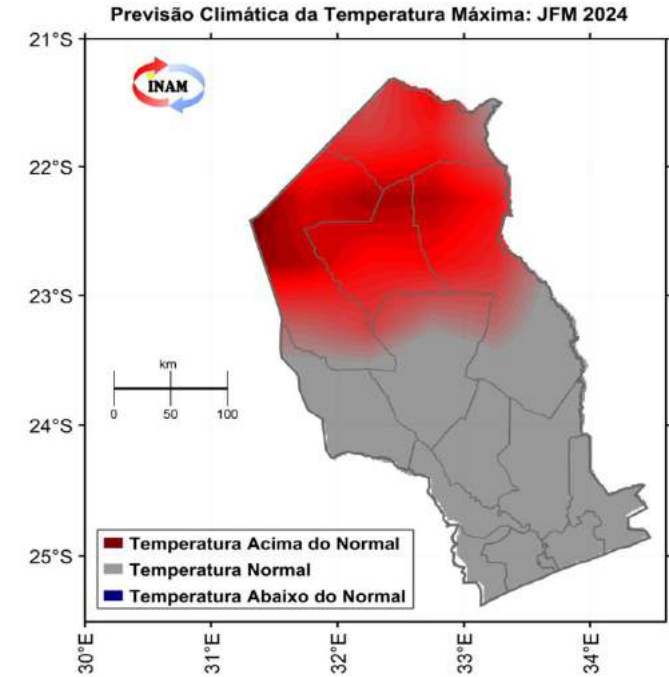 Previsão Climática da Temperatura Máxima: JFM 2024
21°S
INAM
22°S
23°S
km
0 50 100
24°S
25°S
Temperatura Acima do Normal
Temperatura Normal
Temperatura Abaixo do Normal
30°E 31°E 32°E 33°E 34°E